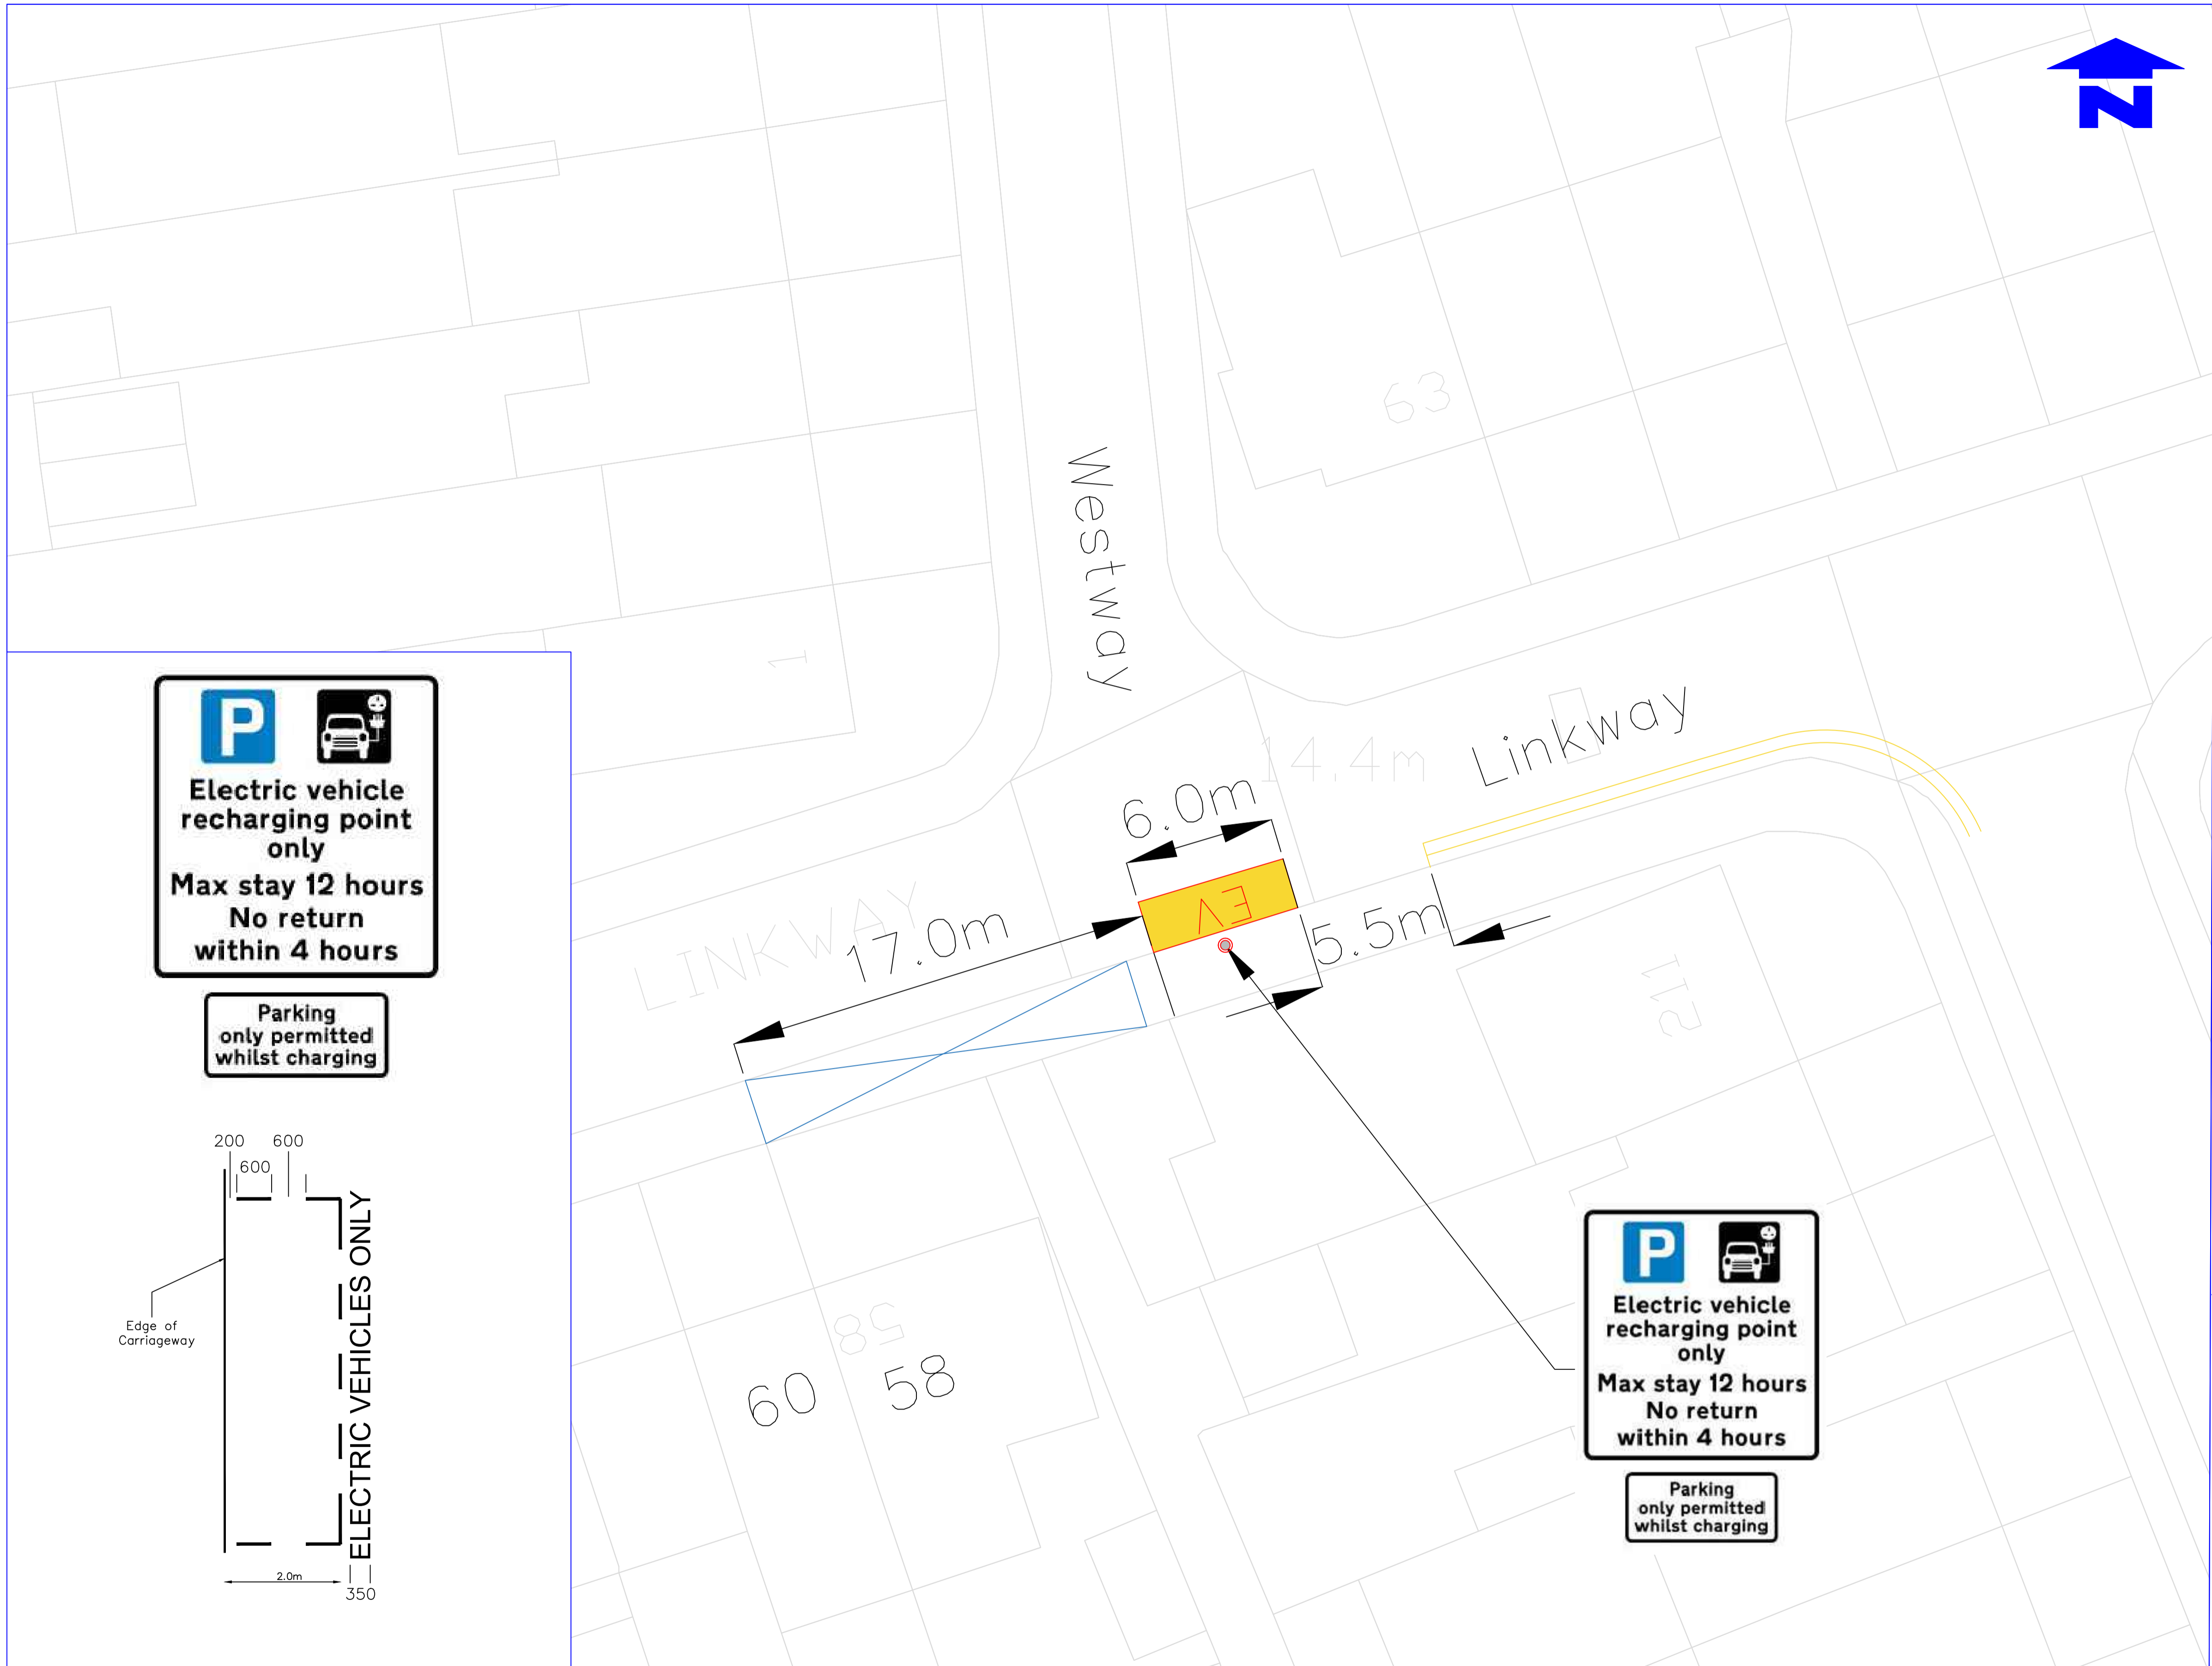 N
63
Westway
1
Linkway
14.4m
6.0m
EV
LINKWAY
17.0m
5.5m
12
58
60 58
P
Electric vehicle
recharging point
only
Max stay 12 hours
No return
within 4 hours
Parking
only permitted
whilst charging
200 600
600
ELECTRIC VEHICLES ONLY
Edge of
Carriageway
2.0m
350
P
Electric vehicle
recharging point
only
Max stay 12 hours
No return
within 4 hours
Parking
only permitted
whilst charging